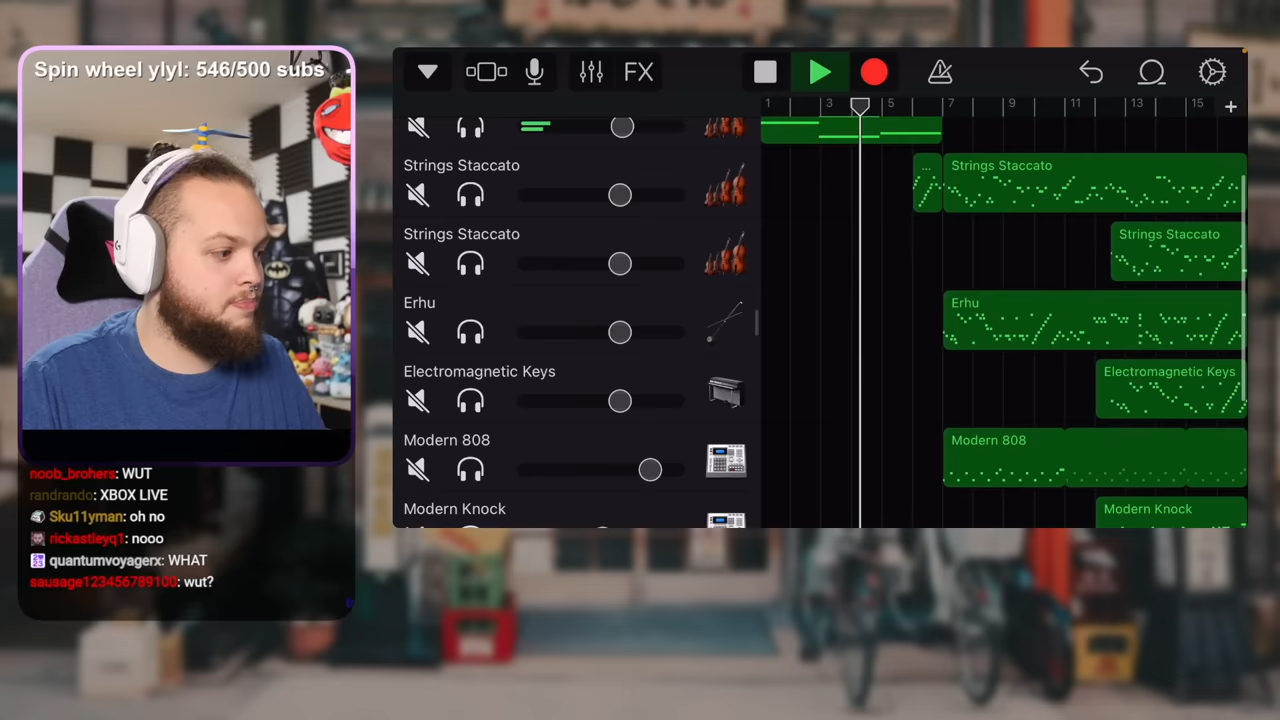 Spin wheel ylyl: 546/500 subs
noob_brohers: WUT
randrando: XBOX LIVE
Sku11yman: oh no
rickastleyq1: nooo
quantumvoyagerx: WHAT
sausage123456789100: wut?
FX
1 3 5 7 9 11 13 15 +
Strings Staccato
... Strings Staccato
Strings Staccato
Strings Staccato
Erhu
Erhu
Electromagnetic Keys
Electromagnetic Keys
Modern 808
Modern 808
Modern Knock
Modern Knock